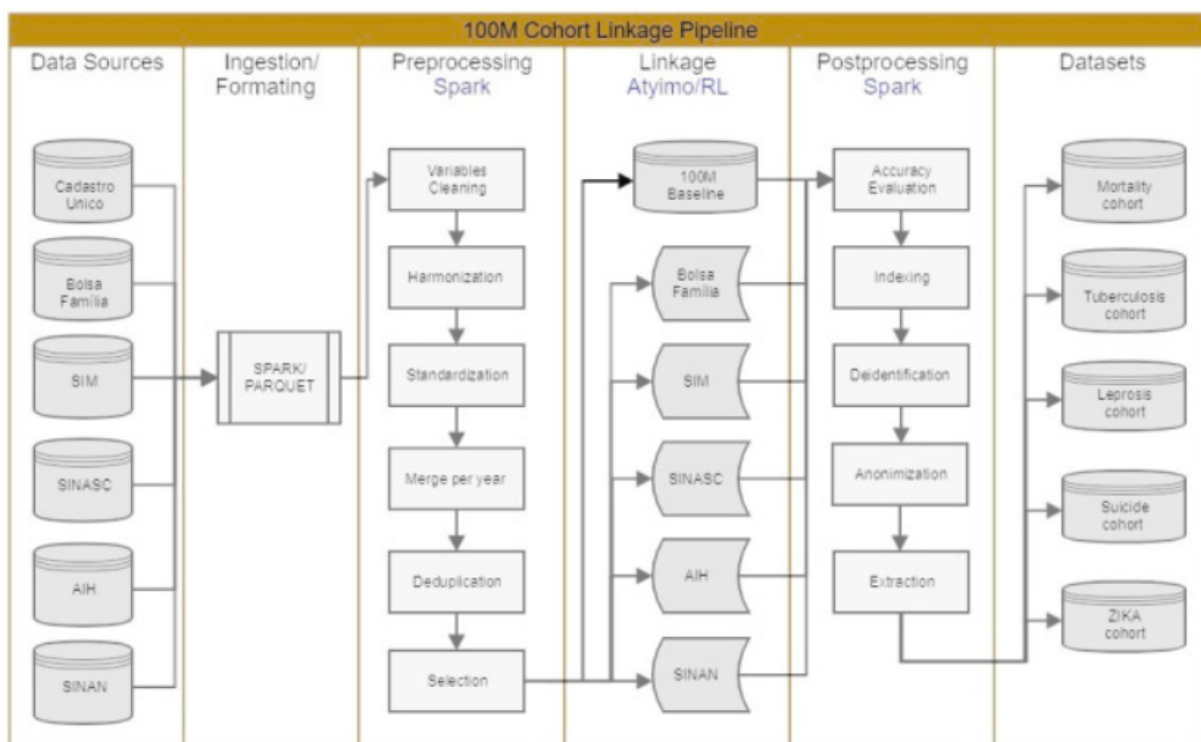 100M Cohort Linkage Pipeline
Data Sources
Ingestion/
Formating
Preprocessing
Spark
Linkage
Atyimo/RL
Postprocessing
Spark
Datasets
Cadastro
Unico
Bolsa
Família
SIM
SINASC
AIH
SINAN
SPARK/
PARQUET
Variables
Cleaning
Harmonization
Standardization
Merge per year
Deduplication
Selection
100M
Baseline
Bolsa
Família
SIM
SINASC
AIH
SINAN
Accuracy
Evaluation
Indexing
Deidentification
Anonimization
Extraction
Mortality
cohort
Tuberculosis
cohort
Leprosis
cohort
Suicide
cohort
ZIKA
cohort